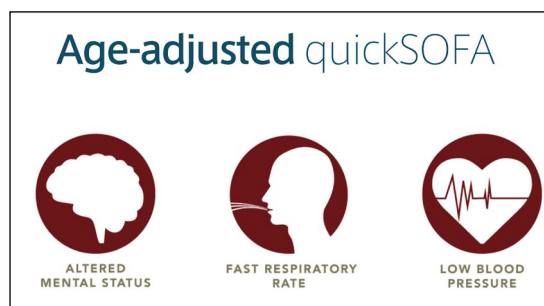 Age-adjusted quickSOFA
ALTERED
MENTAL STATUS
FAST RESPIRATORY
RATE
LOW BLOOD
PRESSURE